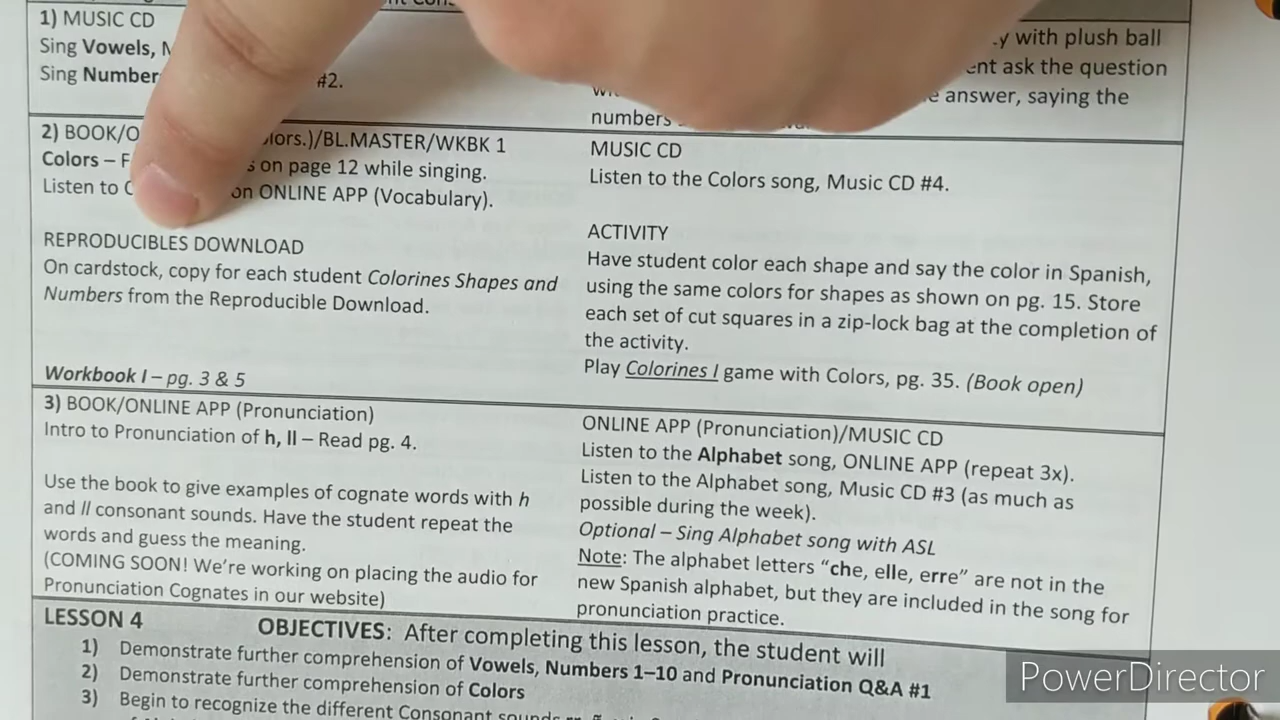 1) MUSIC CD
Sing Vowels,
Sing Number #2.
y with plush ball
ent ask the question
e answer, saying the
numbers
2) BOOK/O lors.)/BL.MASTER/WKBK 1
Colors – F s on page 12 while singing.
Listen to C on ONLINE APP (Vocabulary).
REPRODUCIBLES DOWNLOAD
On cardstock, copy for each student Colorines Shapes and
Numbers from the Reproducible Download.
Workbook I – pg. 3 & 5
MUSIC CD
Listen to the Colors song, Music CD #4.
ACTIVITY
Have student color each shape and say the color in Spanish,
using the same colors for shapes as shown on pg. 15. Store
each set of cut squares in a zip-lock bag at the completion of
the activity.
Play Colorines I game with Colors, pg. 35. (Book open)
3) BOOK/ONLINE APP (Pronunciation)
Intro to Pronunciation of h, ll – Read pg. 4.
Use the book to give examples of cognate words with h
and ll consonant sounds. Have the student repeat the
words and guess the meaning.
(COMING SOON! We're working on placing the audio for
Pronunciation Cognates in our website)
ONLINE APP (Pronunciation)/MUSIC CD
Listen to the Alphabet song, ONLINE APP (repeat 3x).
Listen to the Alphabet song, Music CD #3 (as much as
possible during the week).
Optional – Sing Alphabet song with ASL
Note: The alphabet letters "che, elle, erre" are not in the
new Spanish alphabet, but they are included in the song for
pronunciation practice.
LESSON 4 OBJECTIVES: After completing this lesson, the student will
1) Demonstrate further comprehension of Vowels, Numbers 1–10 and Pronunciation Q&A #1
2) Demonstrate further comprehension of Colors
3) Begin to recognize the different Consonant sounds
PowerDirector